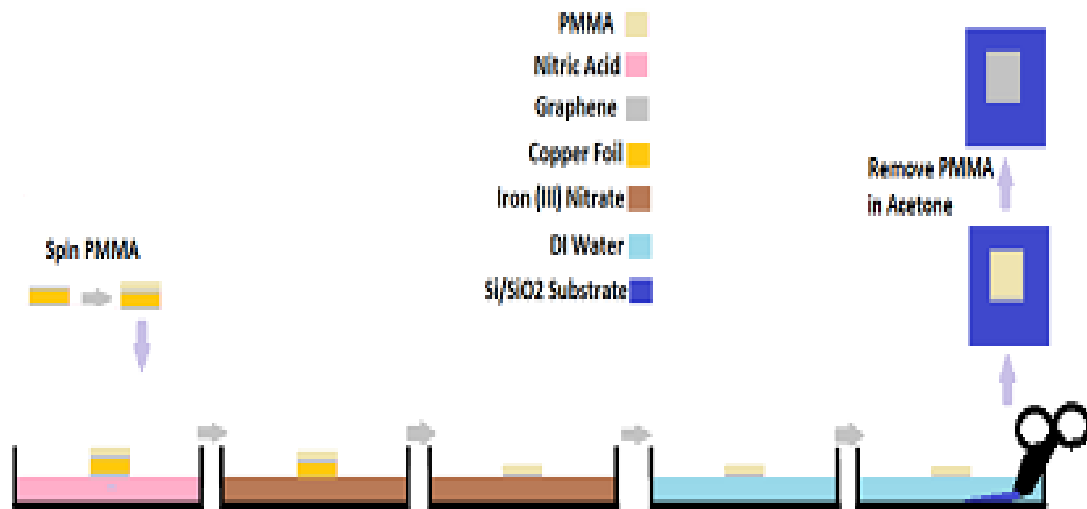 PMMA
Nitric Acid
Graphene
Copper Foil
Iron (III) Nitrate
DI Water
Si/SiO2 Substrate
Spin PMMA
Remove PMMA
in Acetone